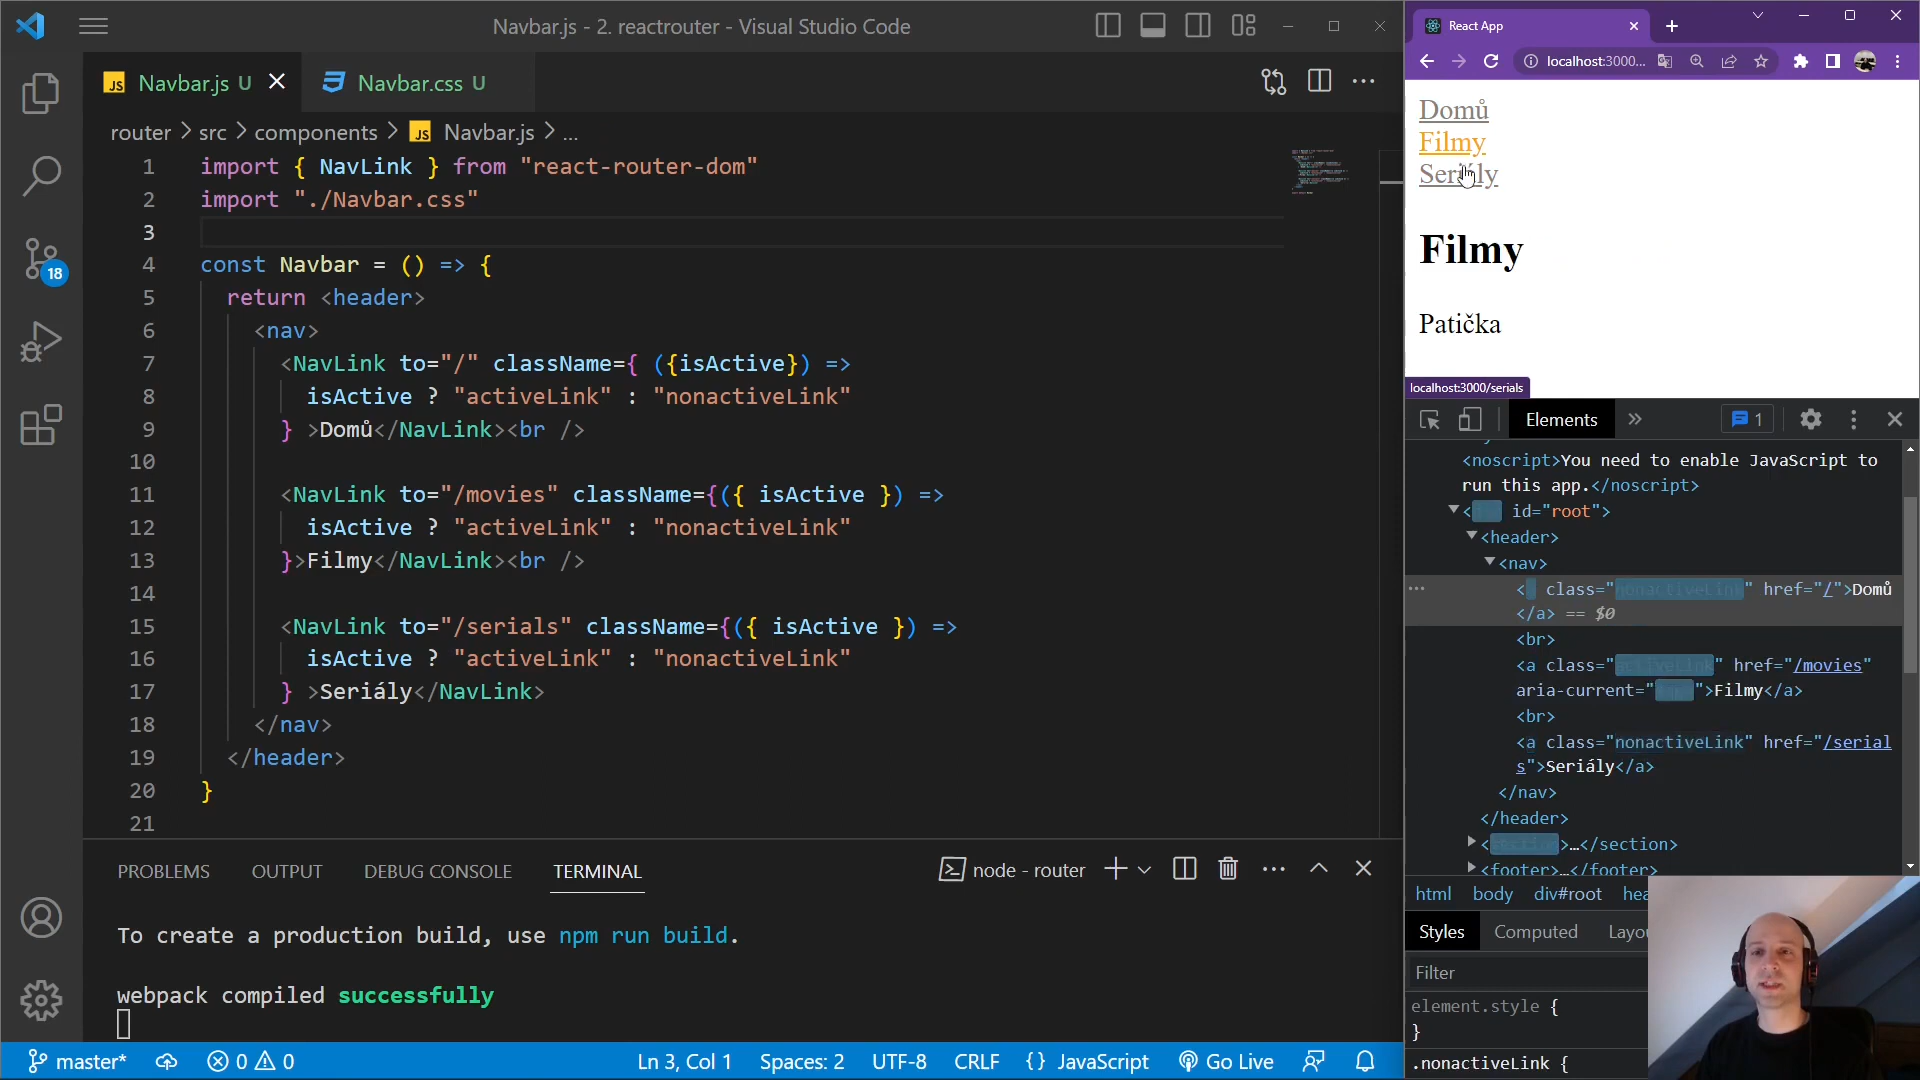 Navbar.js - 2. reactrouter - Visual Studio Code
JS Navbar.js U
Navbar.css U
router > src > components > JS Navbar.js > ...
1 import { NavLink } from "react-router-dom"
2 import "./Navbar.css"
3
4 const Navbar = () => {
5 return <header>
6 <nav>
7 <NavLink to="/" className={ ({isActive}) =>
8 isActive ? "activeLink" : "nonactiveLink"
9 } >Domů</NavLink><br />
10
11 <NavLink to="/movies" className={({ isActive }) =>
12 isActive ? "activeLink" : "nonactiveLink"
13 }>Filmy</NavLink><br />
14
15 <NavLink to="/serials" className={({ isActive }) =>
16 isActive ? "activeLink" : "nonactiveLink"
17 } >Seriály</NavLink>
18 </nav>
19 </header>
20 }
21
18
PROBLEMS OUTPUT DEBUG CONSOLE TERMINAL
node - router
To create a production build, use npm run build.
webpack compiled successfully
master* 0 0 Ln 3, Col 1 Spaces: 2 UTF-8 CRLF {} JavaScript Go Live
React App
localhost:3000...
Domů
Filmy
Seriály
Filmy
Patička
localhost:3000/serials
Elements » 1
<noscript>You need to enable JavaScript to
run this app.</noscript>
< id="root">
<header>
<nav>
< class="nonactiveLink" href="/">Domů
</a> == $0
<br>
<a class="activeLink" href="/movies"
aria-current="">Filmy</a>
<br>
<a class="nonactiveLink" href="/serial
s">Seriály</a>
</nav>
</header>
<section>…</section>
<footer>…</footer>
html body div#root hea
Styles Computed Layou
Filter
element.style {
}
.nonactiveLink {